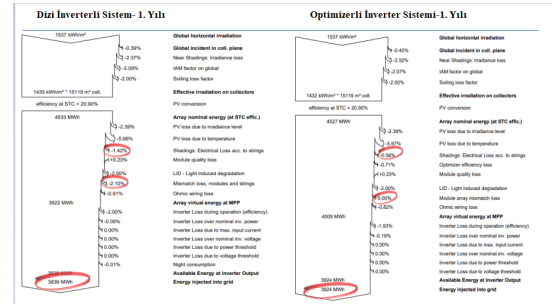 Dizi İnverterli Sistem- 1. Yılı
1537 kWh/m²
Global horizontal irradiation
-0.39% Global incident in coll. plane
-2.37% Near Shadings: irradiance loss
-2.09% IAM factor on global
-2.00% Soiling loss factor
1435 kWh/m² * 15119 m² coll. Effective irradiation on collectors
efficiency at STC = 20.90% PV conversion
4533 MWh Array nominal energy (at STC effic.)
-2.39% PV loss due to irradiance level
-5.66% PV loss due to temperature
-1.42% Shadings: Electrical Loss acc. to strings
+0.23% Module quality loss
-2.00% LID - Light induced degradation
-2.10% Mismatch loss, modules and strings
-0.91% Ohmic wiring loss
3922 MWh Array virtual energy at MPP
-2.00% Inverter Loss during operation (efficiency)
-0.09% Inverter Loss over nominal inv. power
0.00% Inverter Loss due to max. input current
0.00% Inverter Loss over nominal inv. voltage
0.00% Inverter Loss due to power threshold
0.00% Inverter Loss due to voltage threshold
-0.01% Night consumption
3839 MWh Available Energy at Inverter Output
3839 MWh Energy injected into grid
Optimizerli İnverter Sistemi-1. Yılı
1537 kWh/m²
Global horizontal irradiation
-0.40% Global incident in coll. plane
-2.52% Near Shadings: irradiance loss
-2.07% IAM factor on global
-2.00% Soiling loss factor
1432 kWh/m² * 15119 m² coll. Effective irradiation on collectors
efficiency at STC = 20.90% PV conversion
4527 MWh Array nominal energy (at STC effic.)
-2.39% PV loss due to irradiance level
-5.67% PV loss due to temperature
-0.56% Shadings: Electrical Loss acc. to strings
-0.71% Optimizer efficiency loss
+0.23% Module quality loss
-2.00% LID - Light induced degradation
0.00% Module array mismatch loss
-0.82% Ohmic wiring loss
4009 MWh Array virtual energy at MPP
-1.93% Inverter Loss during operation (efficiency)
-0.19% Inverter Loss over nominal inv. power
0.00% Inverter Loss due to max. input current
0.00% Inverter Loss over nominal inv. voltage
0.00% Inverter Loss due to power threshold
0.00% Inverter Loss due to voltage threshold
3924 MWh Available Energy at Inverter Output
3924 MWh Energy injected into grid